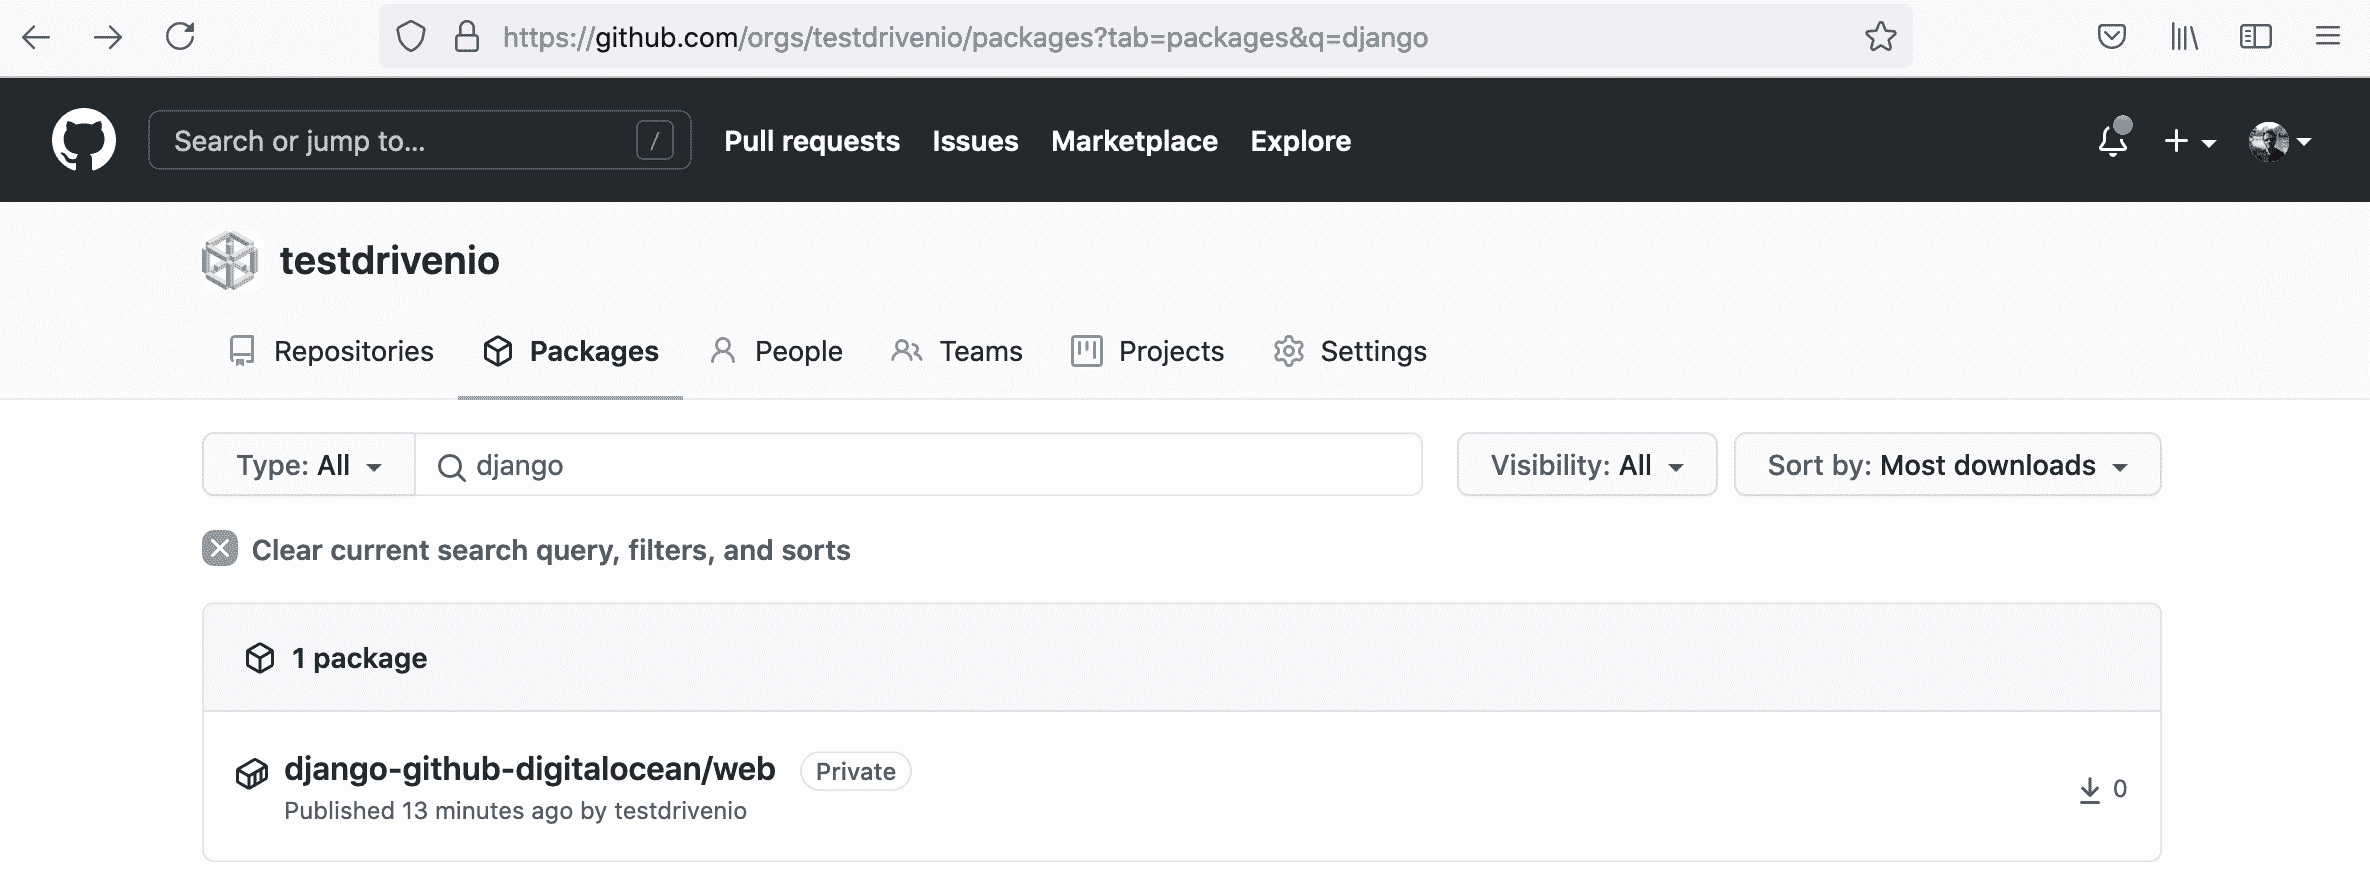 https://github.com/orgs/testdrivenio/packages?tab=packages&q=django
Search or jump to... / Pull requests Issues Marketplace Explore
testdrivenio
Repositories Packages People Teams Projects Settings
Type: All django Visibility: All Sort by: Most downloads
Clear current search query, filters, and sorts
1 package
django-github-digitalocean/web Private
Published 13 minutes ago by testdrivenio
0